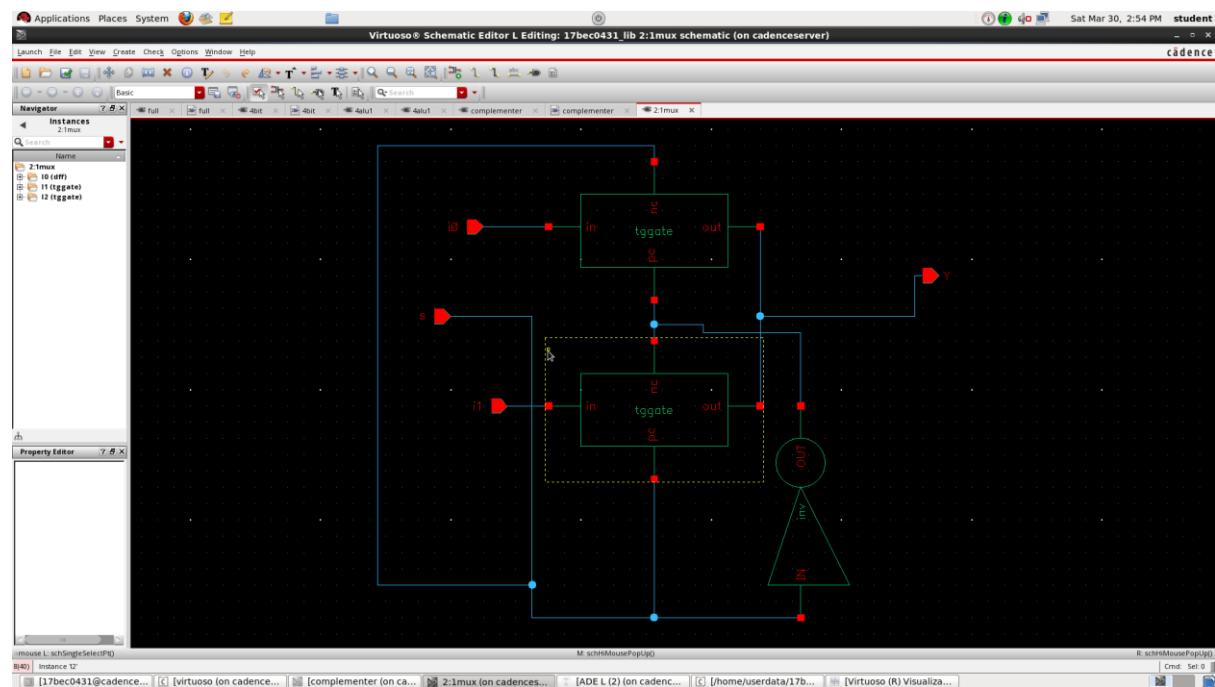 Applications Places System Sat Mar 30, 2:54 PM student
Virtuoso® Schematic Editor L Editing: 17bec0431_lib 2:1mux schematic (on cadenceserver)
Launch File Edit View Create Check Options Window Help cādence
Basic Search
Navigator full full 4bit 4bit 4alu1 4alu1 complementer complementer 2:1mux
Instances
2:1mux
Search
Name
2:1mux
I0 (dff)
I1 (tggate)
I2 (tggate)
nc
i0 in tggate out
pc
Y
s
nc
i1 in tggate out
pc
Property Editor
OUT
inv
IN
mouse L: schSingleSelectPt() M: schHiMousePopUp() R: schHiMousePopUp()
8(40) Instance 'I2' Cmd: Sel: 0
[17bec0431@cadence... [virtuoso (on cadence... [complementer (on ca... 2:1mux (on cadences... [ADE L (2) (on cadenc... [/home/userdata/17b... [Virtuoso (R) Visualiza...